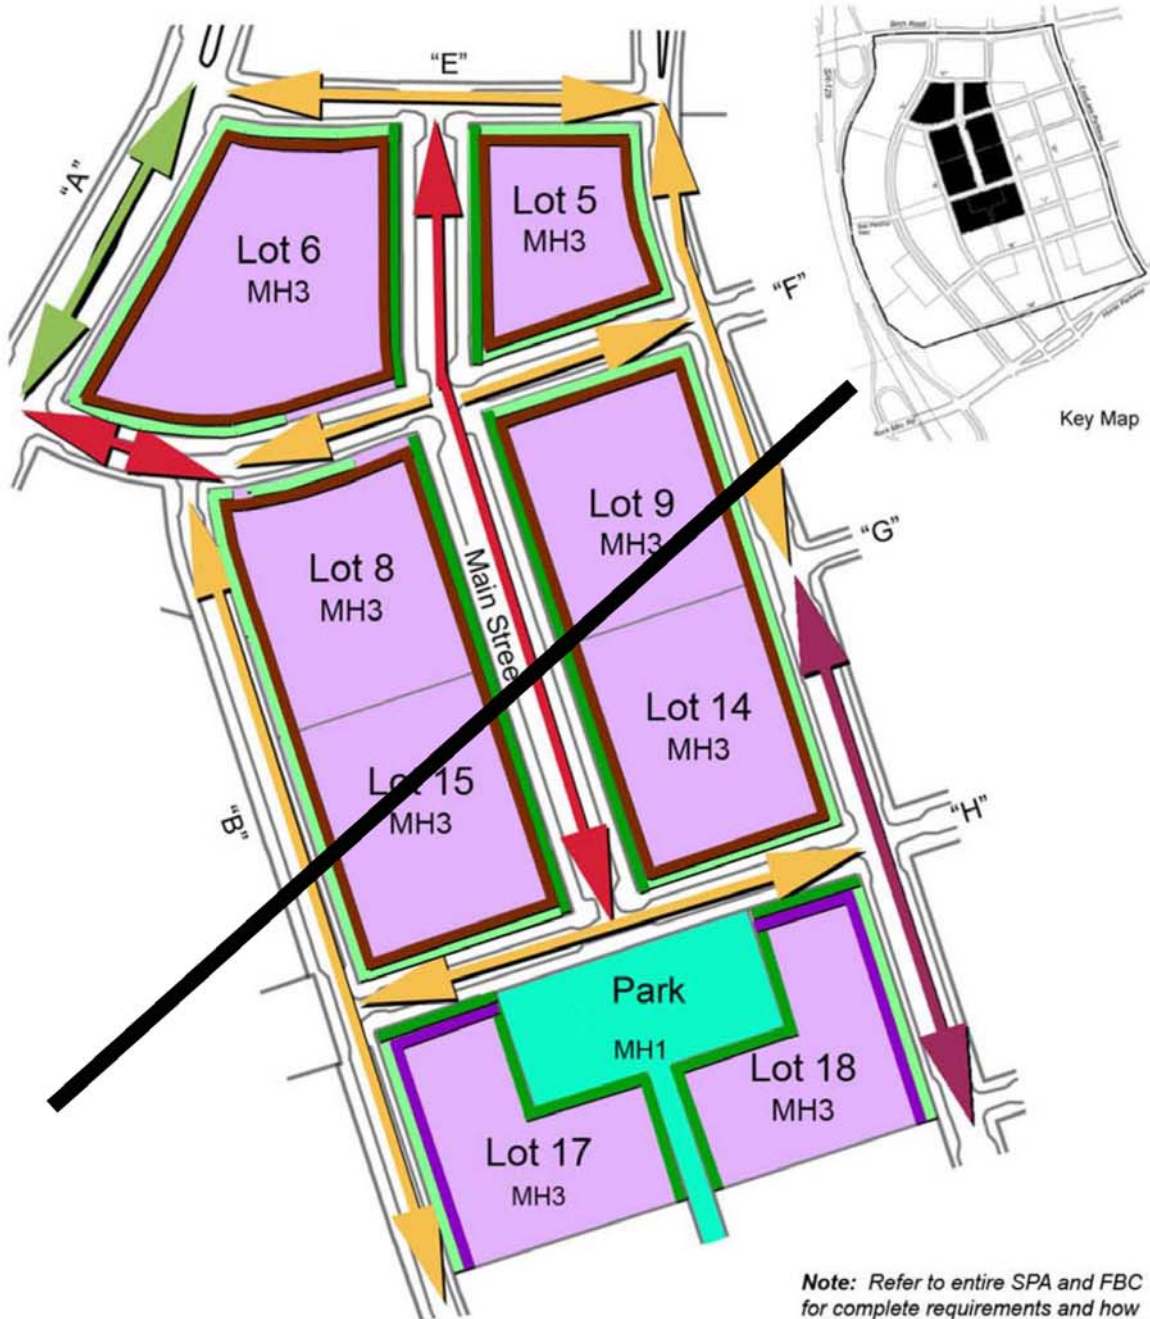 "E"
"A"
Lot 6
MH3
Lot 5
MH3
"F"
Birch Road
Key Map
Lot 9
MH3
"G"
Lot 8
MH3
Main Stree
Lot 14
MH3
Lot 15
MH3
"B"
"H"
Park
MH1
Lot 18
MH3
Lot 17
MH3
Note: Refer to entire SPA and FBC
for complete requirements and how